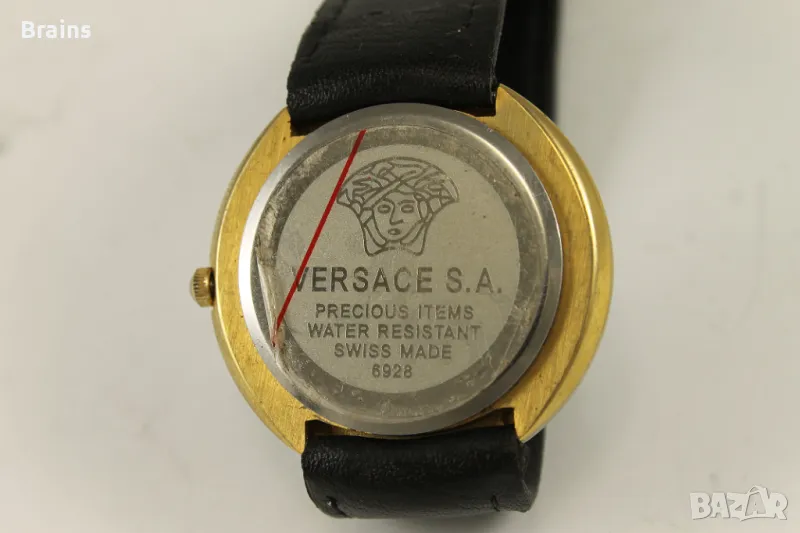 Brains
VERSACE S.A.
PRECIOUS ITEMS
WATER RESISTANT
SWISS MADE
6928
BAZAR